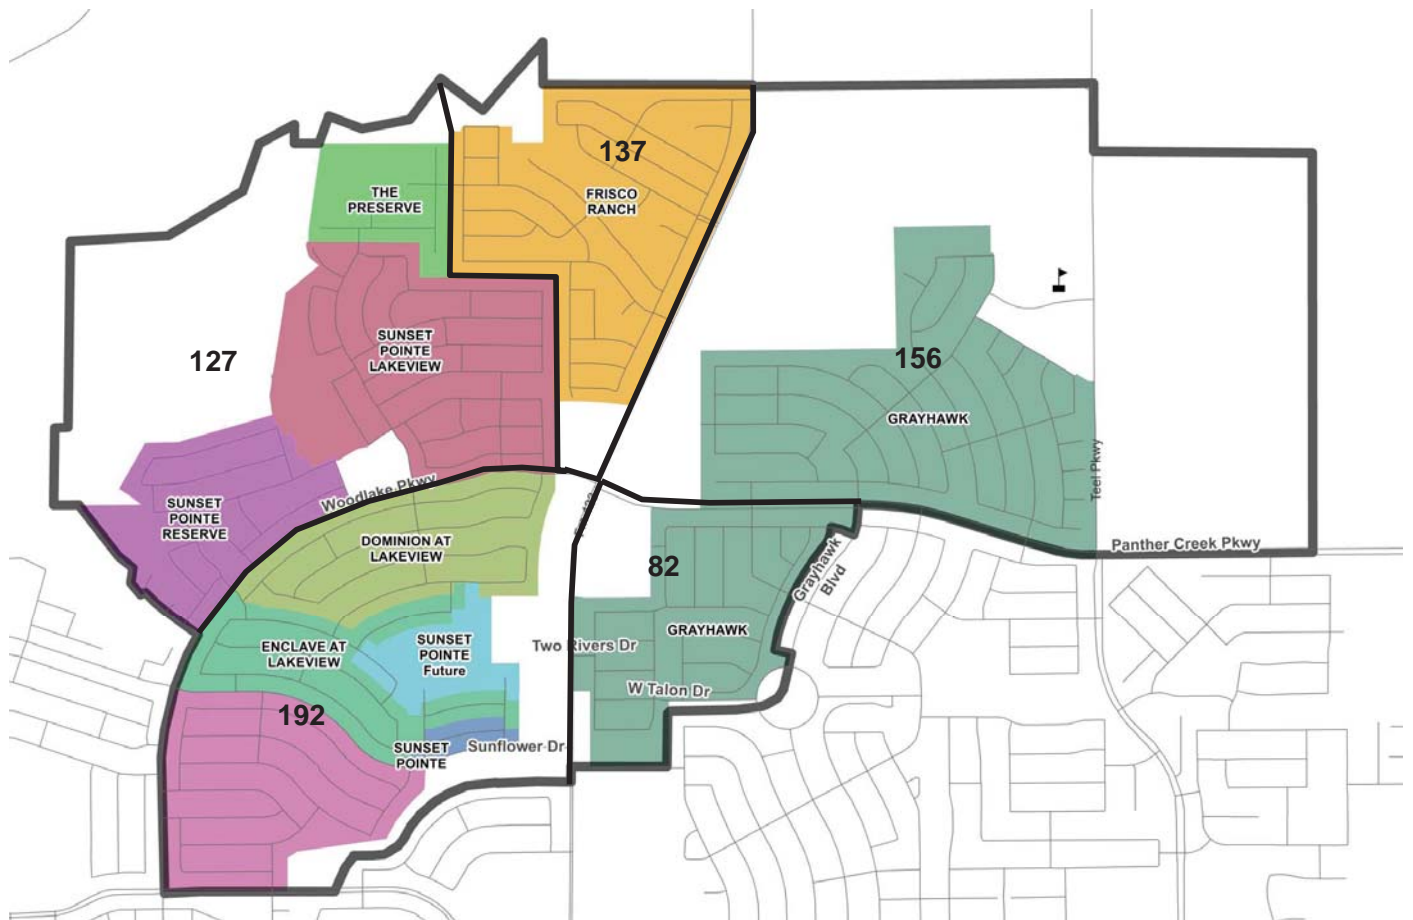 137
THE
PRESERVE
FRISCO
RANCH
SUNSET
POINTE
LAKEVIEW
127
156
GRAYHAWK
Teel Pkwy
SUNSET
POINTE
RESERVE
Woodlake Pkwy
DOMINION AT
LAKEVIEW
82
Grayhawk
Blvd
Panther Creek Pkwy
GRAYHAWK
Two Rivers Dr
ENCLAVE AT
LAKEVIEW
SUNSET
POINTE
Future
W Talon Dr
192
SUNSET
POINTE
Sunflower Dr